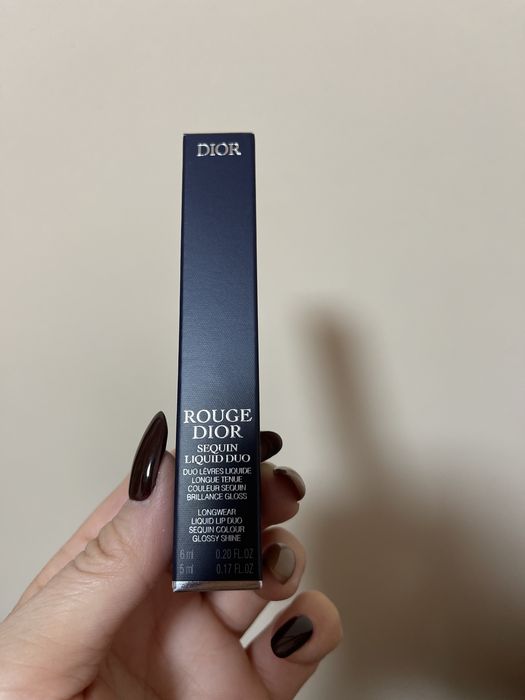 DIOR
ROUGE
DIOR
SEQUIN
LIQUID DUO
DUO LÈVRES LIQUIDE
LONGUE TENUE
COULEUR SEQUIN
BRILLANCE GLOSS
LONGWEAR
LIQUID LIP DUO
SEQUIN COLOUR
GLOSSY SHINE
6 ml 0.20 FL.OZ
5 ml 0.17 FL.OZ